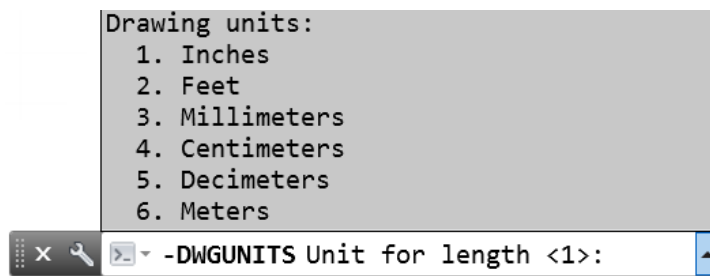 Drawing units:
1. Inches
2. Feet
3. Millimeters
4. Centimeters
5. Decimeters
6. Meters
-DWGUNITS Unit for length <1>: